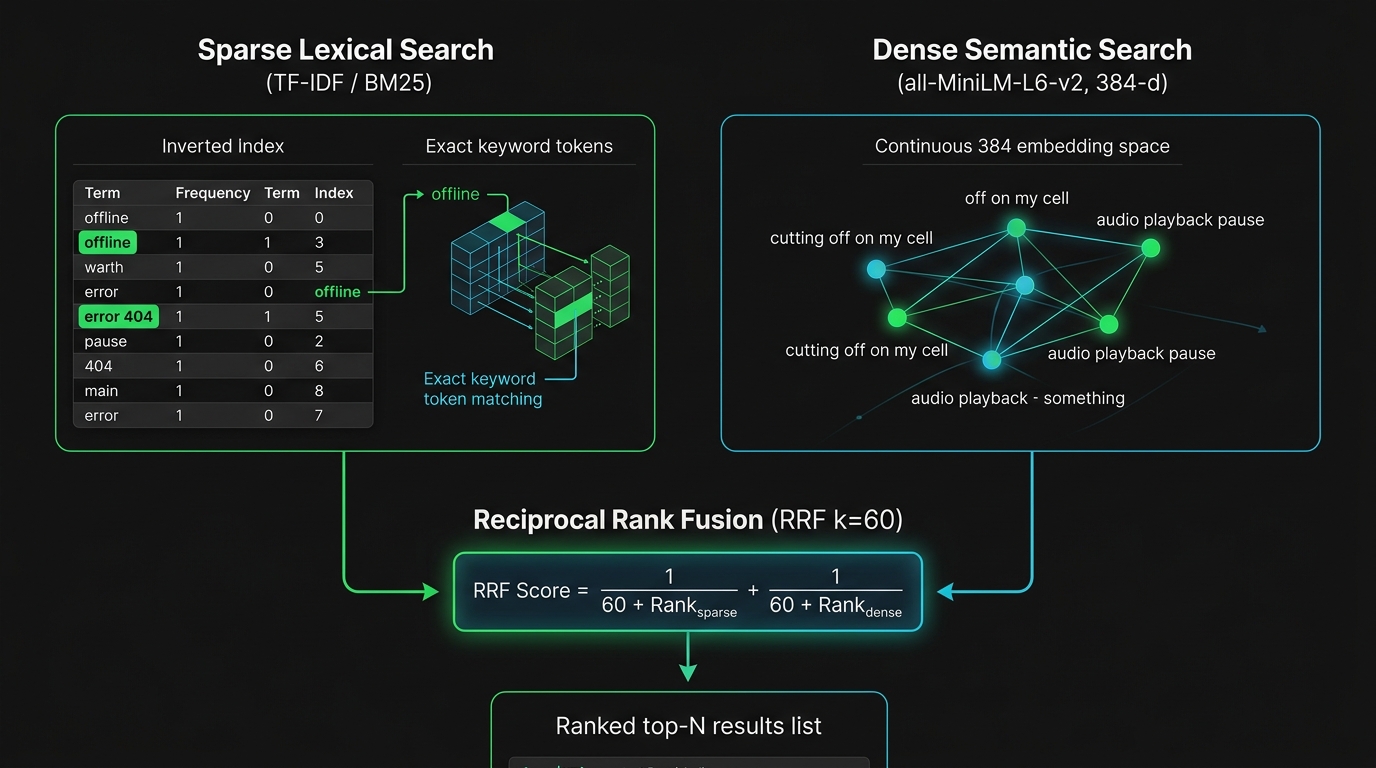 Sparse Lexical Search
(TF-IDF / BM25)
Inverted Index
Exact keyword tokens
Term Frequency Term Index
offline 1 0 0
offline 1 1 3
warth 1 0 5
error 1 0 offline
error 404 1 1 5
pause 1 0 2
404 1 0 6
main 1 0 8
error 1 0 7
offline
Exact keyword
token matching
Dense Semantic Search
(all-MiniLM-L6-v2, 384-d)
Continuous 384 embedding space
off on my cell
audio playback pause
cutting off on my cell
cutting off on my cell
audio playback pause
audio playback - something
Reciprocal Rank Fusion (RRF k=60)
RRF Score = 1 / (60 + Rank sparse) + 1 / (60 + Rank dense)
Ranked top-N results list